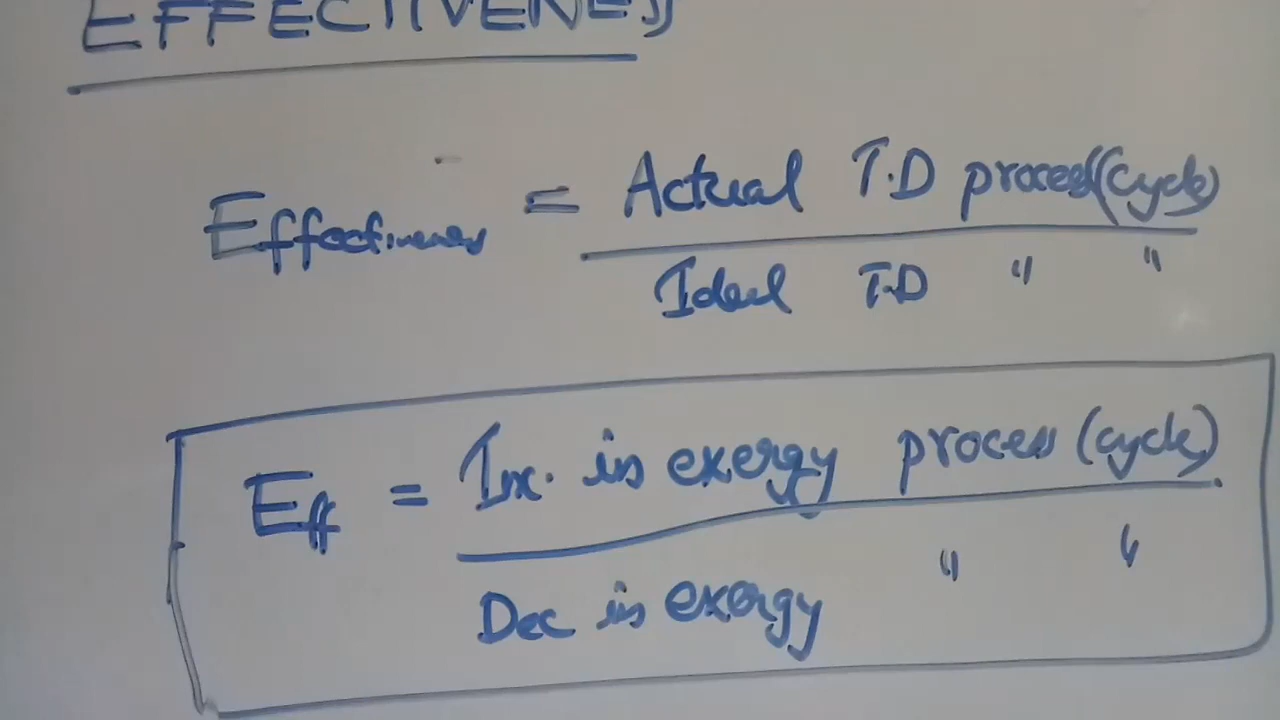 EFFECTIVENESS
Effectiveness = Actual T.D process (cycle)
Ideal T.D " "
Eff = Inc. in exergy process (cycle)
Dec in exergy " "